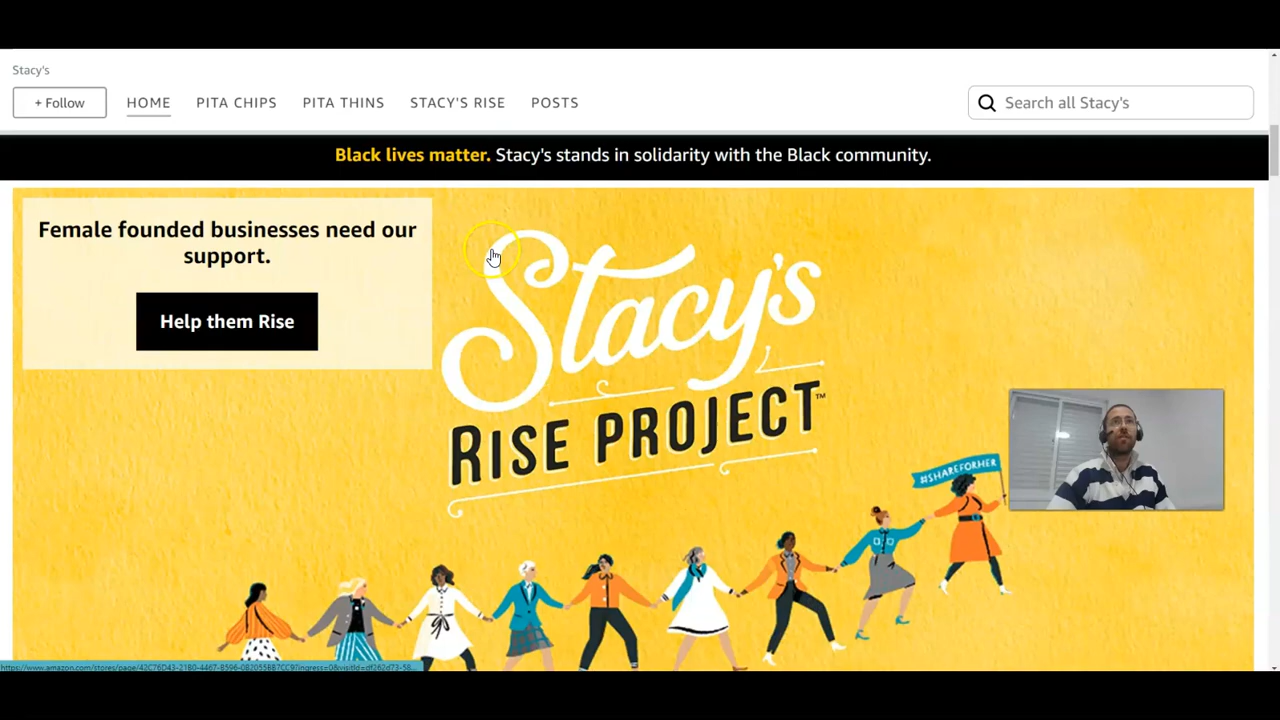 Stacy's
+ Follow
HOME
PITA CHIPS
PITA THINS
STACY'S RISE
POSTS
Search all Stacy's
Black lives matter. Stacy's stands in solidarity with the Black community.
Female founded businesses need our
support.
Help them Rise
Stacy's
RISE PROJECT™
#SHAREFORHER